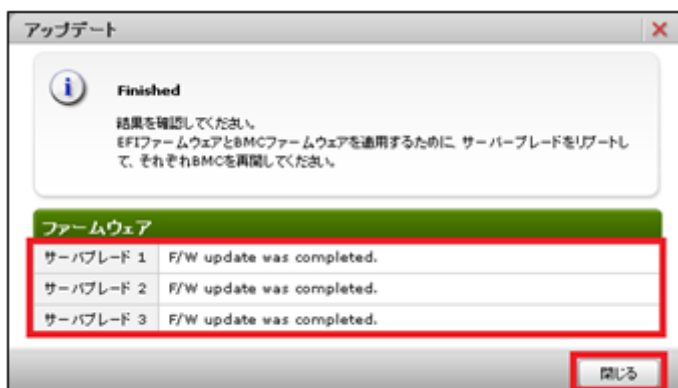 アップデート
Finished
結果を確認してください。
EFIファームウェアとBMCファームウェアを適用するために、サーバーブレードをリブートし
て、それぞれBMCを再開してください。
ファームウェア
サーバブレード 1 F/W update was completed.
サーバブレード 2 F/W update was completed.
サーバブレード 3 F/W update was completed.
閉じる